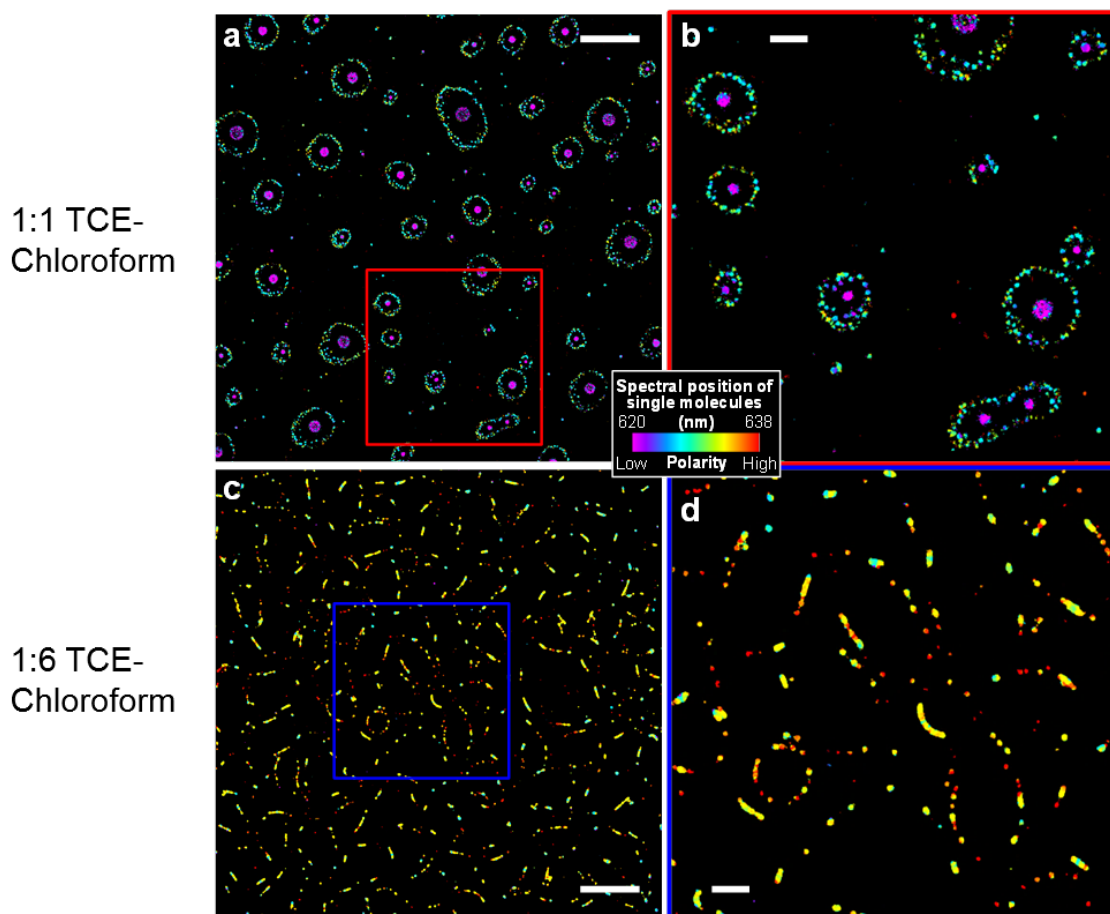 a
b
1:1 TCE-
Chloroform
Spectral position of
single molecules
620 (nm) 638
Low Polarity High
c
d
1:6 TCE-
Chloroform